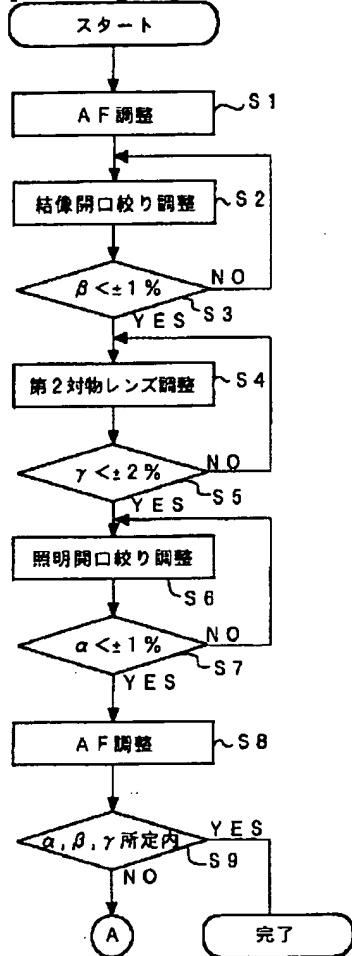 スタート
AF調整
S1
結像開口絞り調整
S2
NO
β<±1%
S3
YES
第2対物レンズ調整
S4
NO
γ<±2%
S5
YES
照明開口絞り調整
S6
NO
α<±1%
S7
YES
AF調整
S8
YES
α,β,γ所定内
S9
NO
A
完了